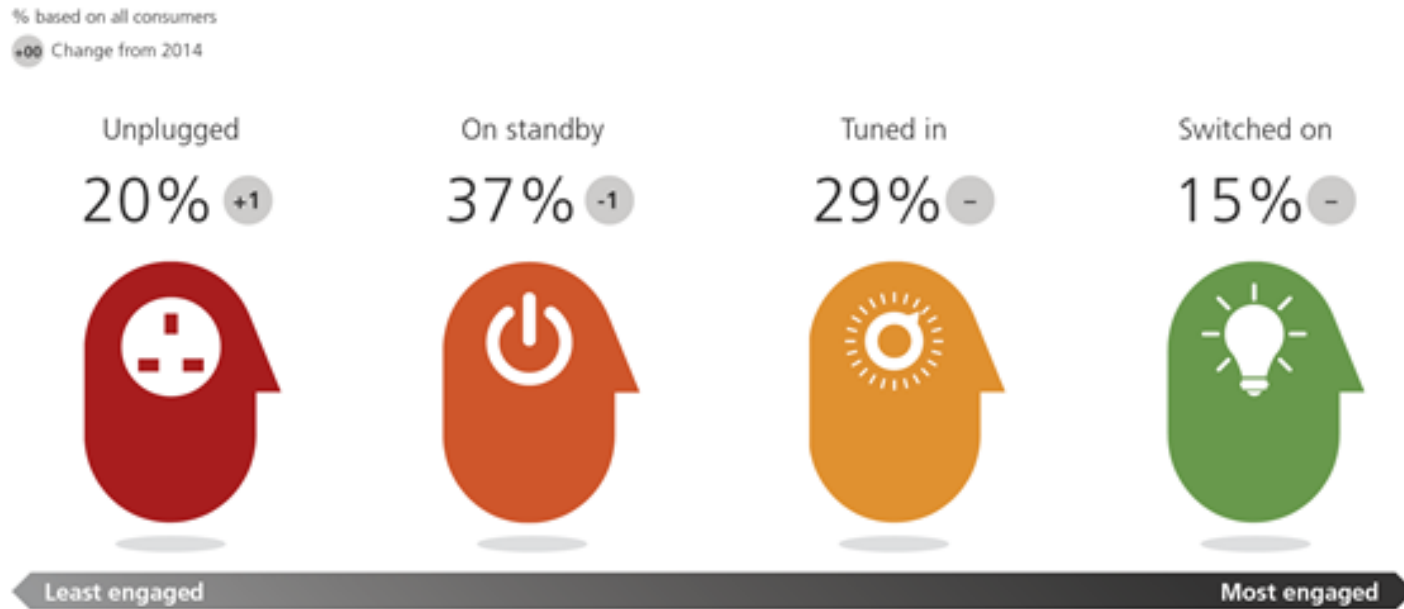 % based on all consumers
+00 Change from 2014
Unplugged On standby Tuned in Switched on
20% +1 37% -1 29% – 15% –
Least engaged Most engaged